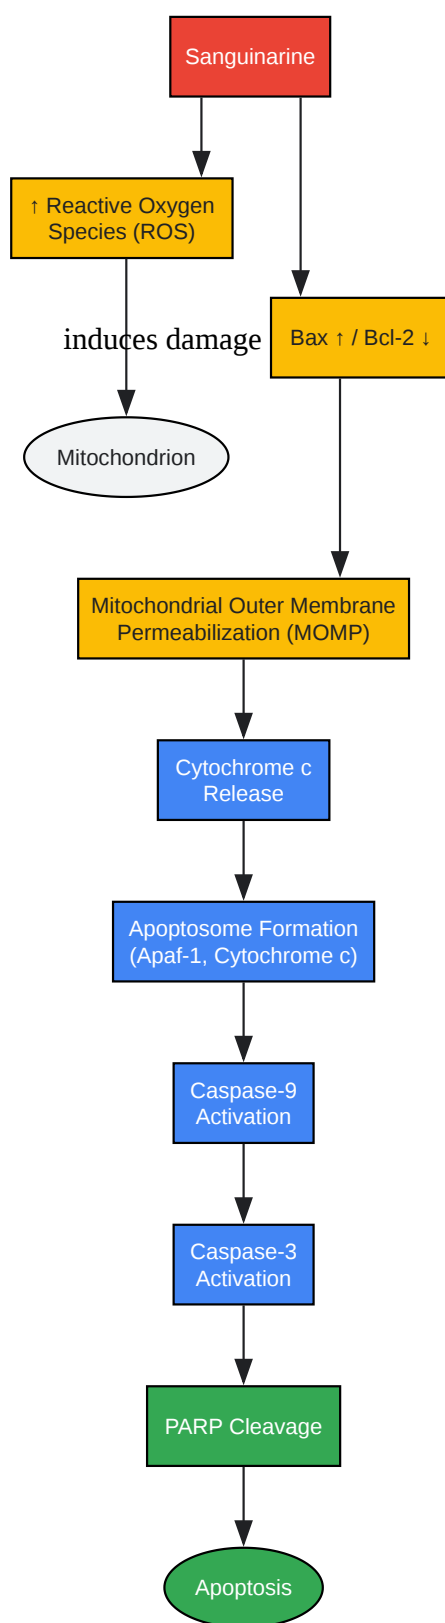 Sanguinarine
↑ Reactive Oxygen
Species (ROS)
induces damage
Bax ↑ / Bcl-2 ↓
Mitochondrion
Mitochondrial Outer Membrane
Permeabilization (MOMP)
Cytochrome c
Release
Apoptosome Formation
(Apaf-1, Cytochrome c)
Caspase-9
Activation
Caspase-3
Activation
PARP Cleavage
Apoptosis